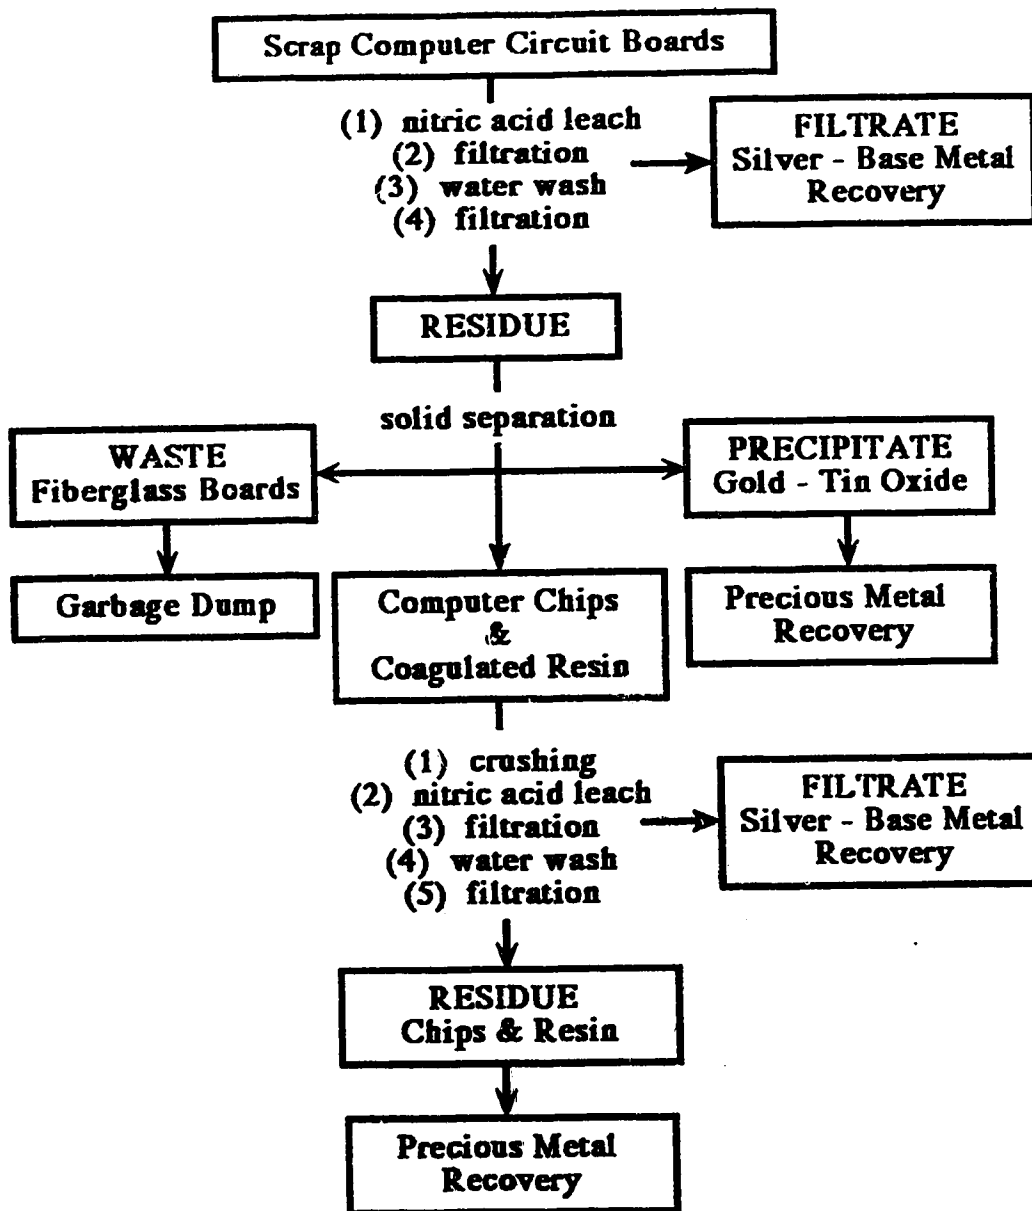 Scrap Computer Circuit Boards
(1) nitric acid leach
(2) filtration
(3) water wash
(4) filtration
FILTRATE
Silver - Base Metal
Recovery
RESIDUE
solid separation
WASTE
Fiberglass Boards
PRECIPITATE
Gold - Tin Oxide
Garbage Dump
Computer Chips
&
Coagulated Resin
Precious Metal
Recovery
(1) crushing
(2) nitric acid leach
(3) filtration
(4) water wash
(5) filtration
FILTRATE
Silver - Base Metal
Recovery
RESIDUE
Chips & Resin
Precious Metal
Recovery